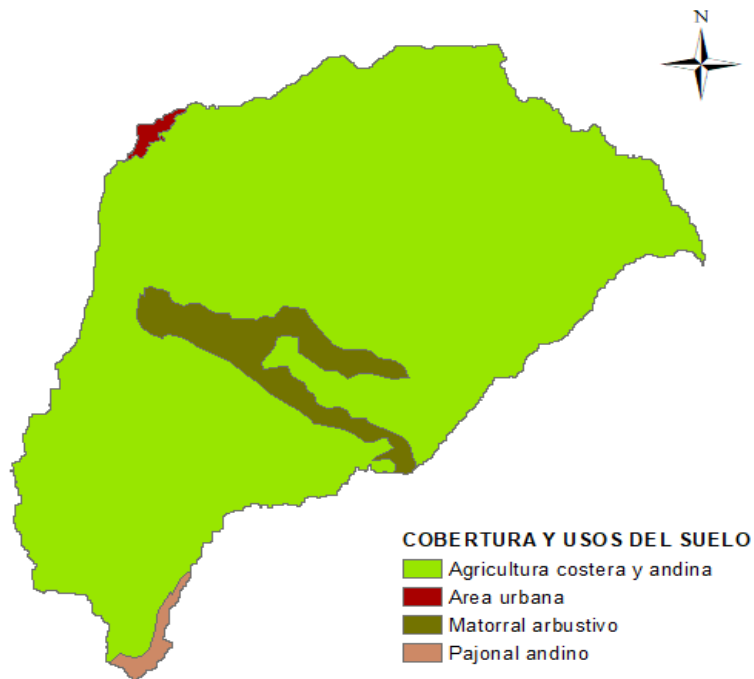 N
COBERTURA Y USOS DEL SUELO
Agricultura costera y andina
Area urbana
Matorral arbustivo
Pajonal andino